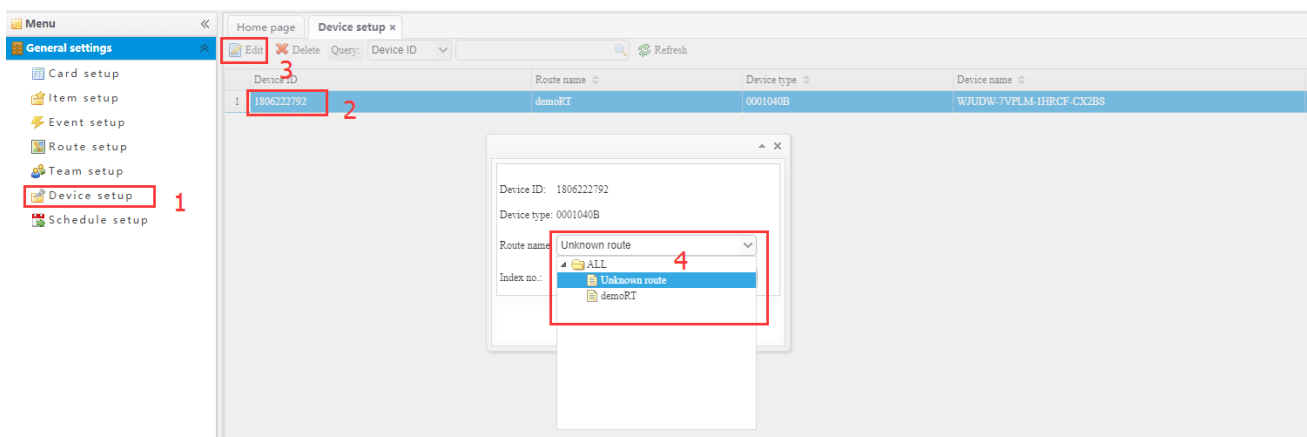 Menu
Home page Device setup ×
General settings
Edit Delete Query: Device ID Refresh
3
Card setup
Device ID Route name Device type Device name
Item setup
1 1806222792 demoRT 0001040B WJUDW-7VPLM-1HRCF-CX2BS
2
Event setup
Route setup
Team setup
Device setup
1
Schedule setup
Device ID: 1806222792
Device type: 0001040B
Route name Unknown route
ALL
4
Index no.: Unknown route
demoRT